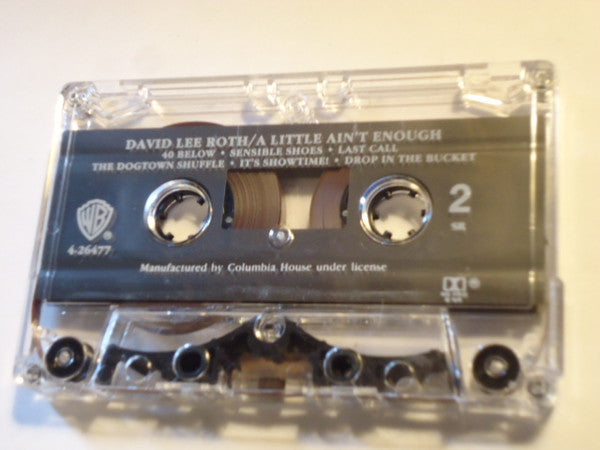 DAVID LEE ROTH/A LITTLE AIN'T ENOUGH
40 BELOW • SENSIBLE SHOES • LAST CALL
THE DOGTOWN SHUFFLE • IT'S SHOWTIME! • DROP IN THE BUCKET
2
WB
4-26477
Manufactured by Columbia House under license